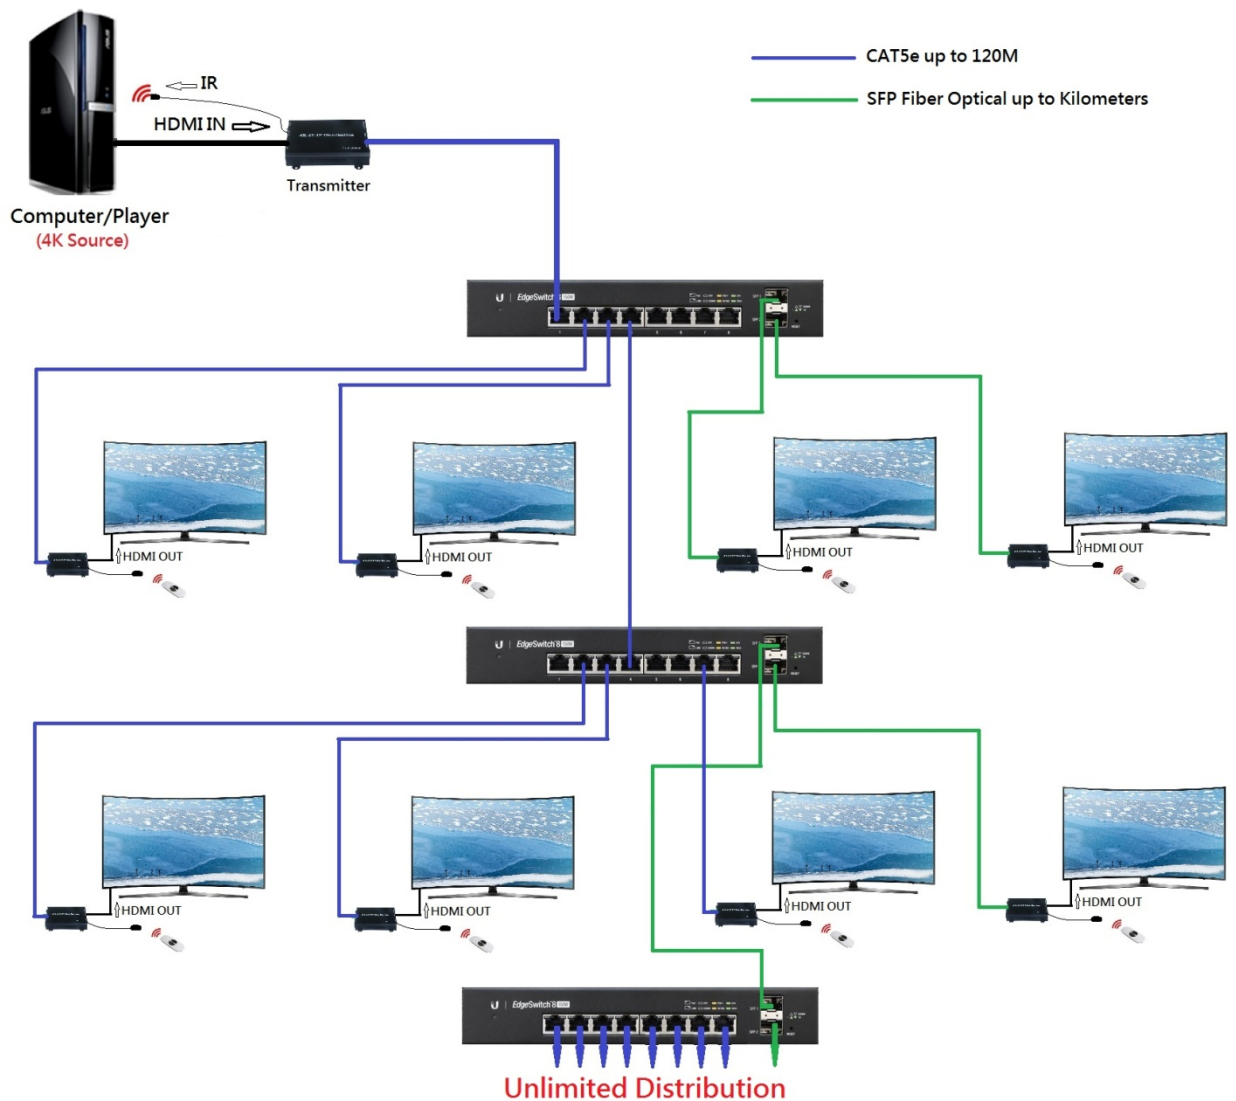 CAT5e up to 120M
SFP Fiber Optical up to Kilometers
IR
HDMI IN
Transmitter
Computer/Player
(4K Source)
EdgeSwitch
HDMI OUT
HDMI OUT
HDMI OUT
HDMI OUT
EdgeSwitch 8
HDMI OUT
HDMI OUT
HDMI OUT
HDMI OUT
EdgeSwitch 8
Unlimited Distribution